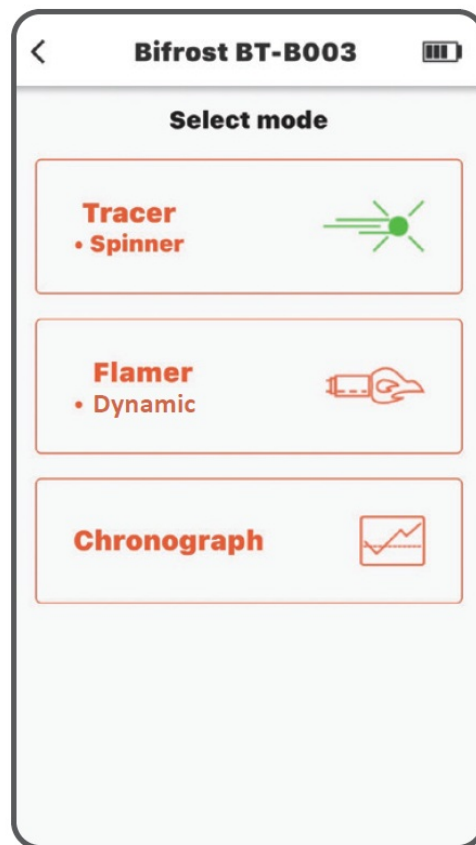 Bifrost BT-B003
Select mode
Tracer
• Spinner
Flamer
• Dynamic
Chronograph